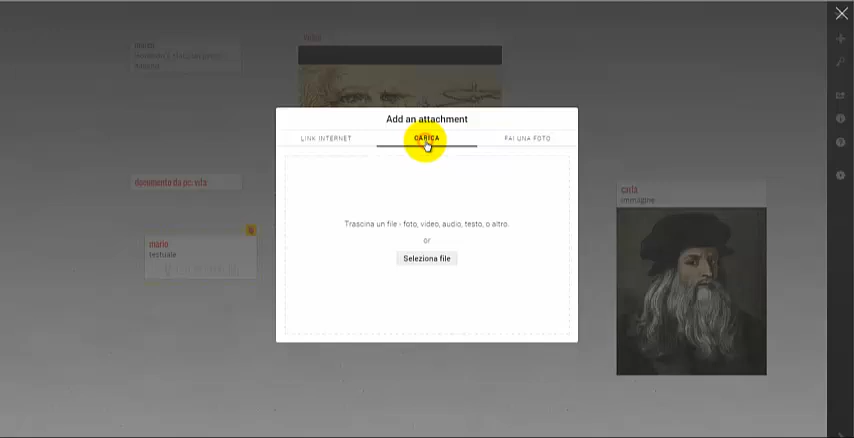 Add an attachment
LINK INTERNET
CARICA
FAI UNA FOTO
Trascina un file - foto, video, audio, testo, o altro.
or
Seleziona file
documento da pc: vita
mario
testuale
carla
immagine